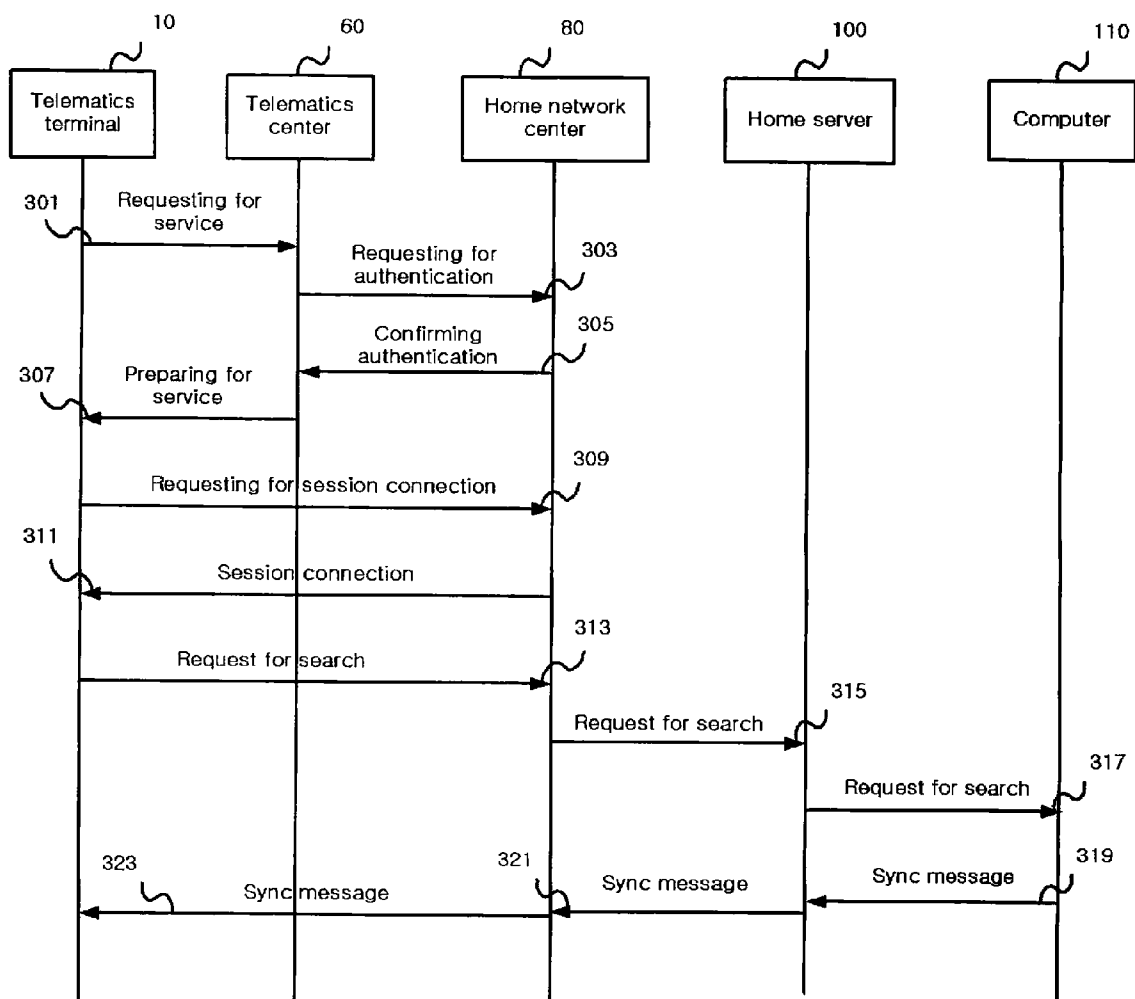 10
60
80
100
110
Telematics
terminal
Telematics
center
Home network
center
Home server
Computer
301
Requesting for
service
Requesting for
authentication
303
Confirming
authentication
305
307
Preparing for
service
Requesting for session connection
309
311
Session connection
Request for search
313
Request for search
315
Request for search
317
323
Sync message
321
Sync message
Sync message
319